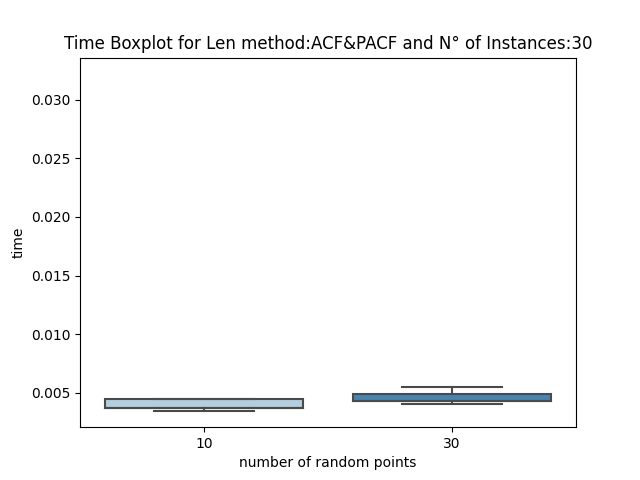 Time Boxplot for Len method:ACF&PACF and N° of Instances:30
0.030
0.025
0.020
0.015
0.010
0.005
time
10
30
number of random points